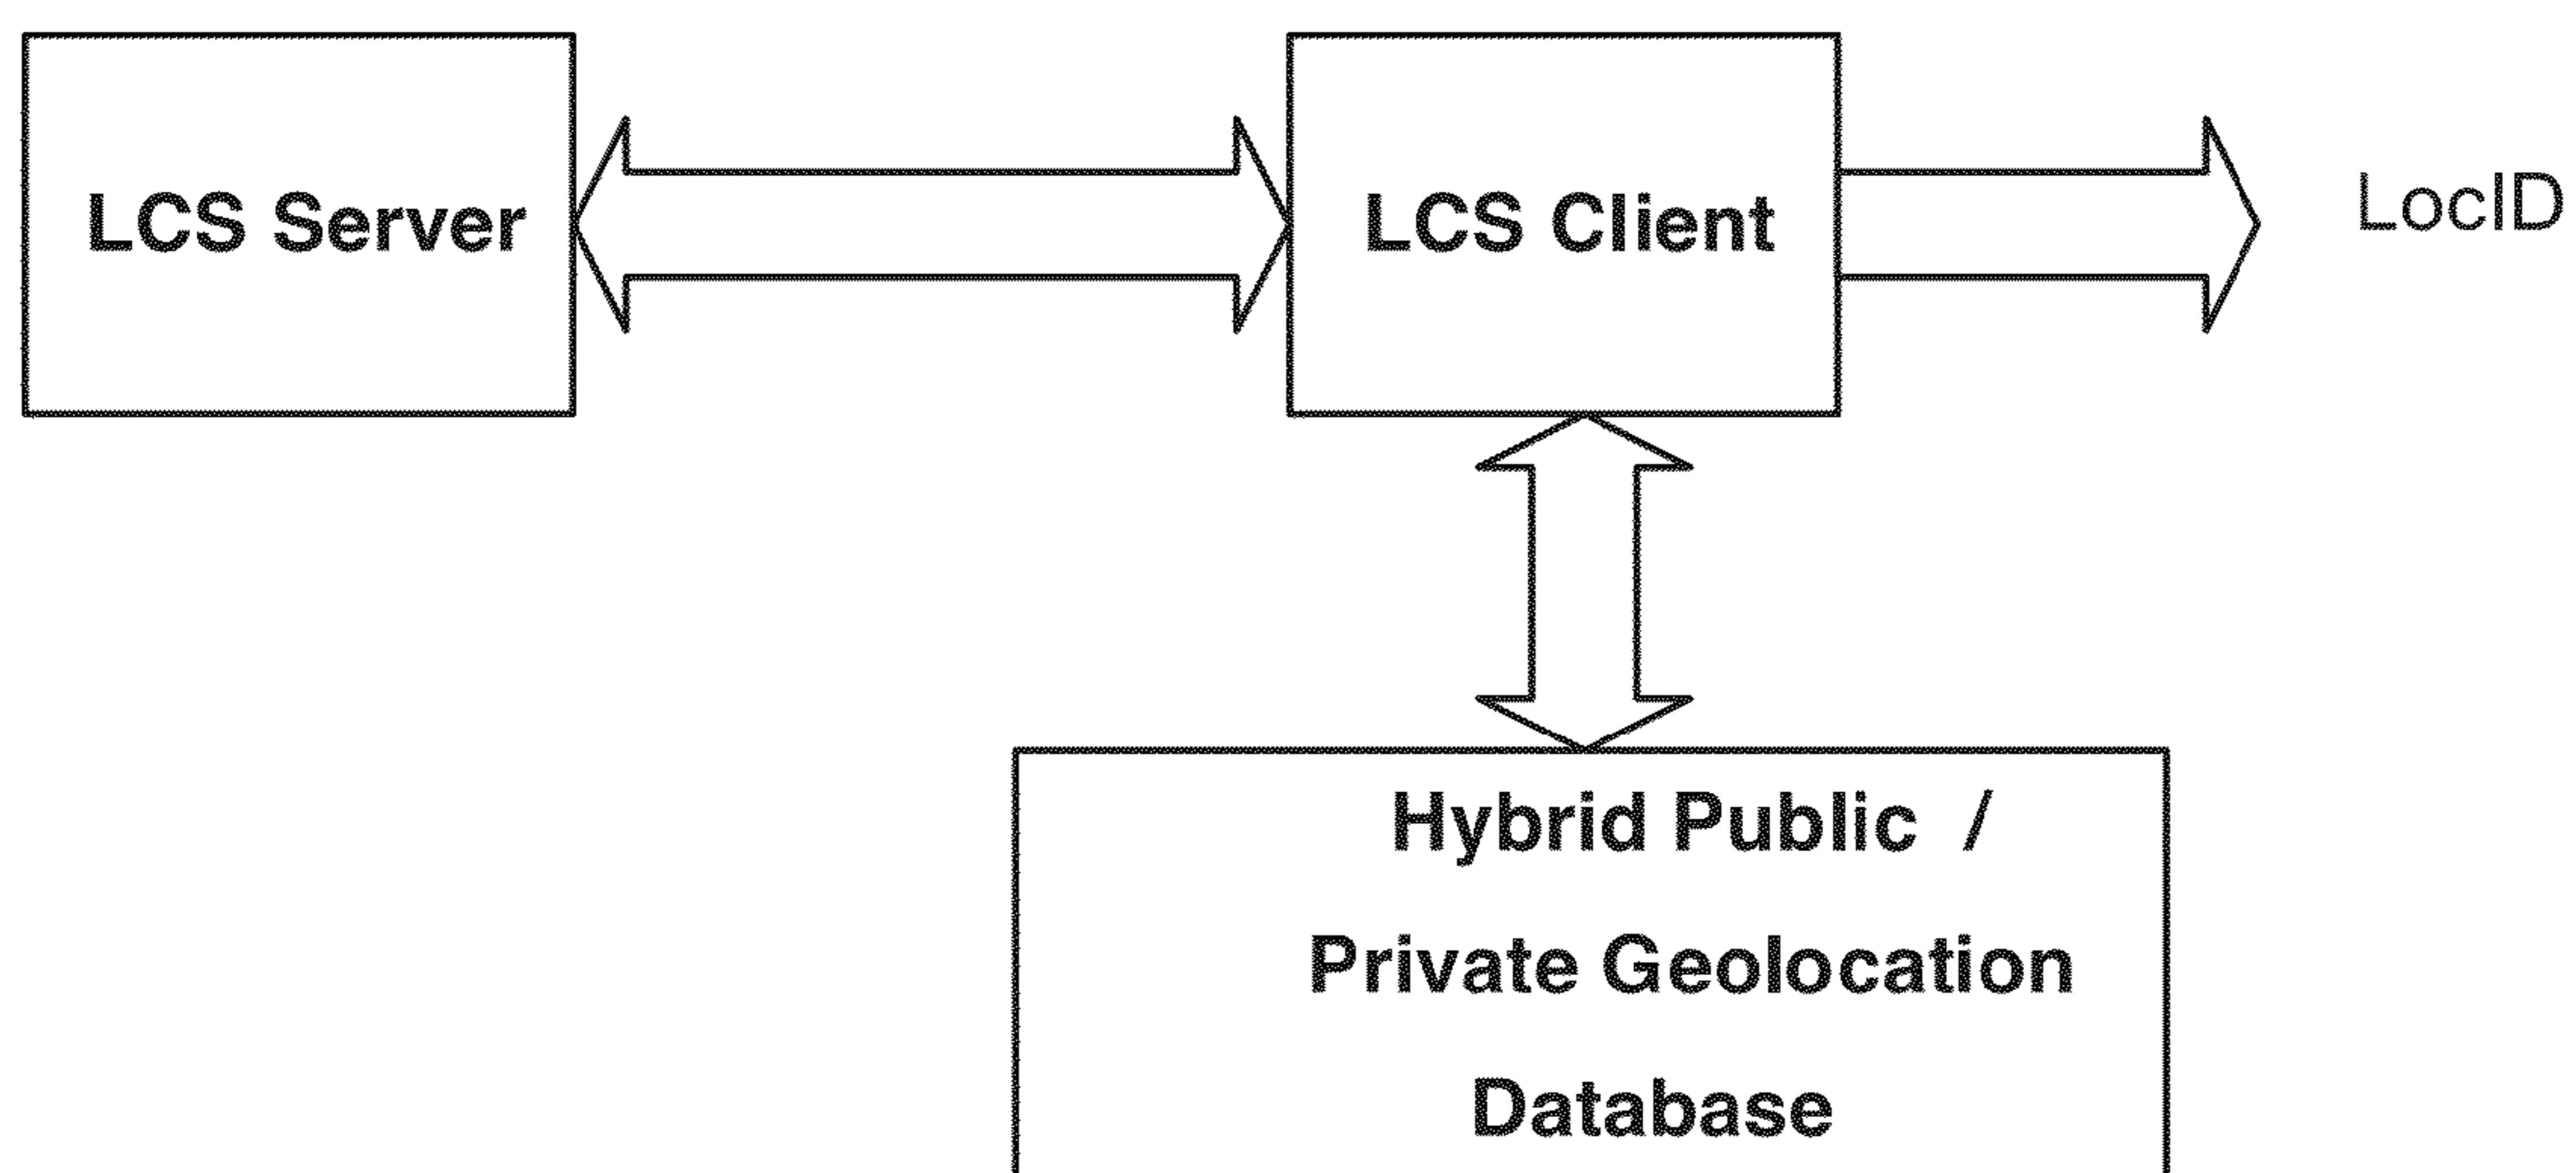 LCS Server
LCS Client
LocID
Hybrid Public /
Private Geolocation
Database